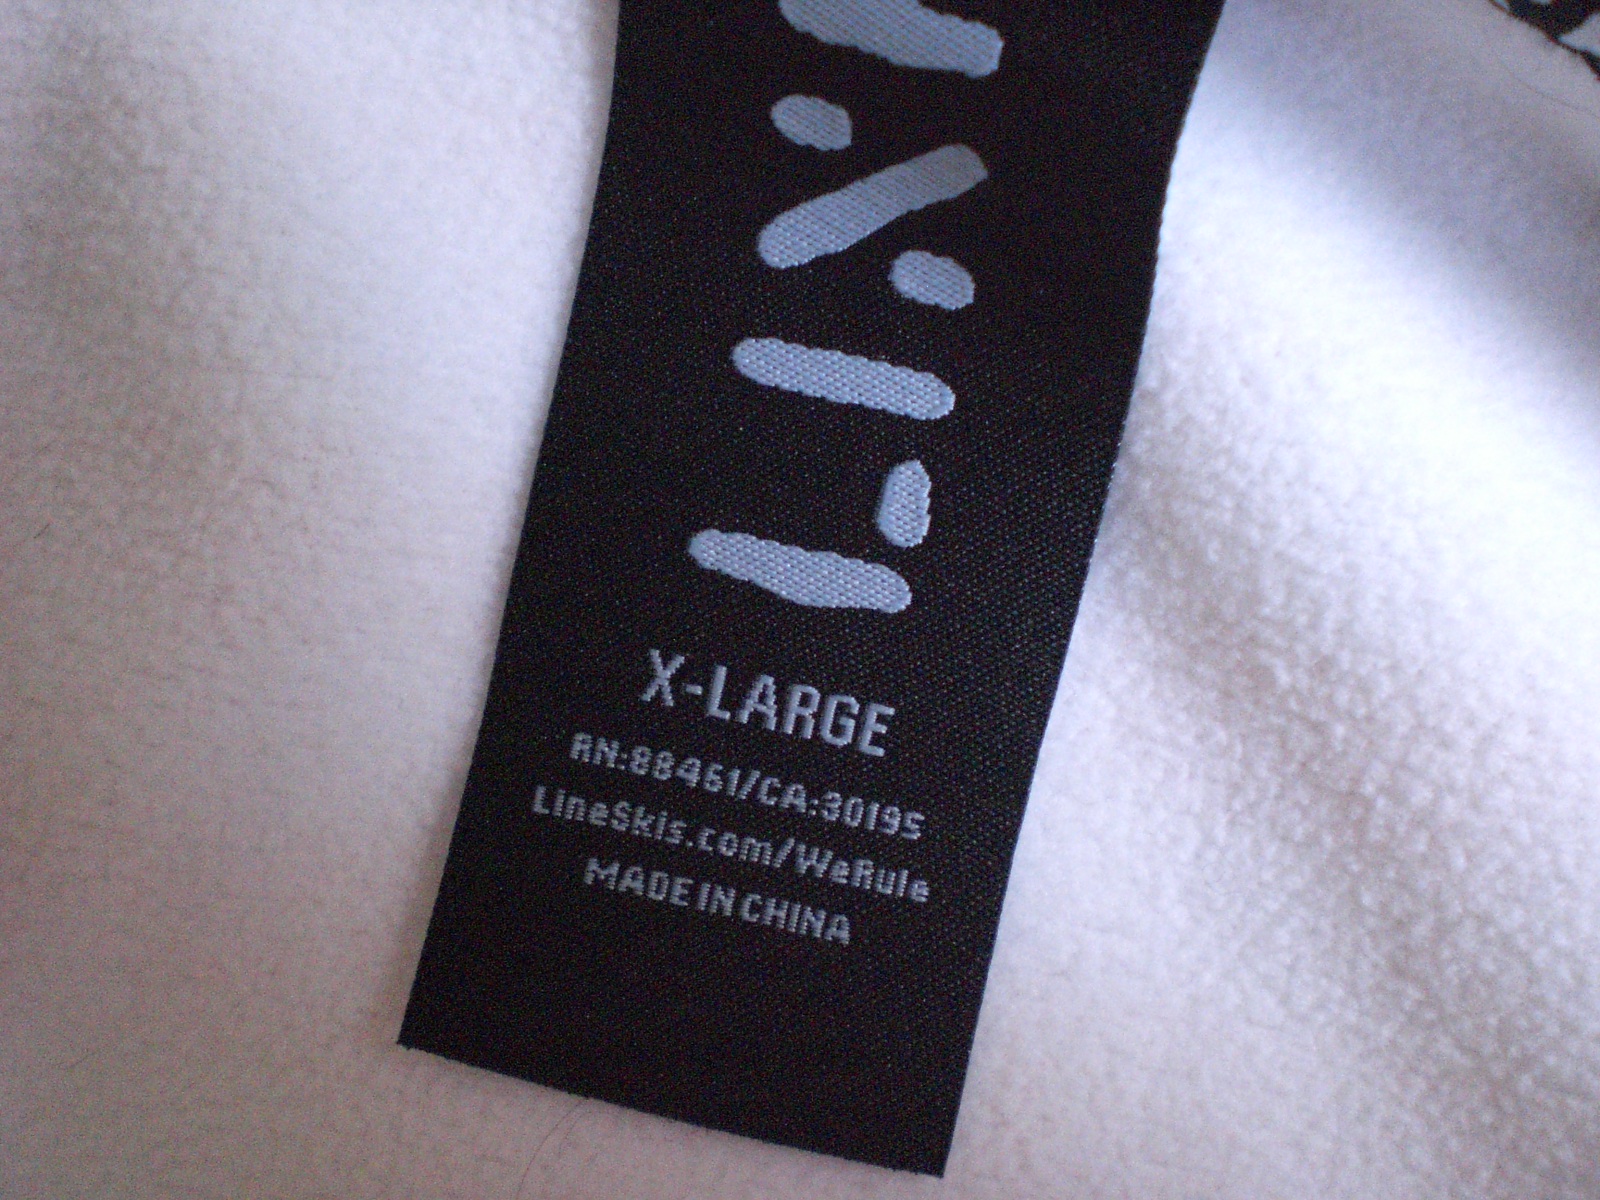 X-LARGE
RN:88461/CA:30195
LineSkis.com/WeRule
MADE IN CHINA